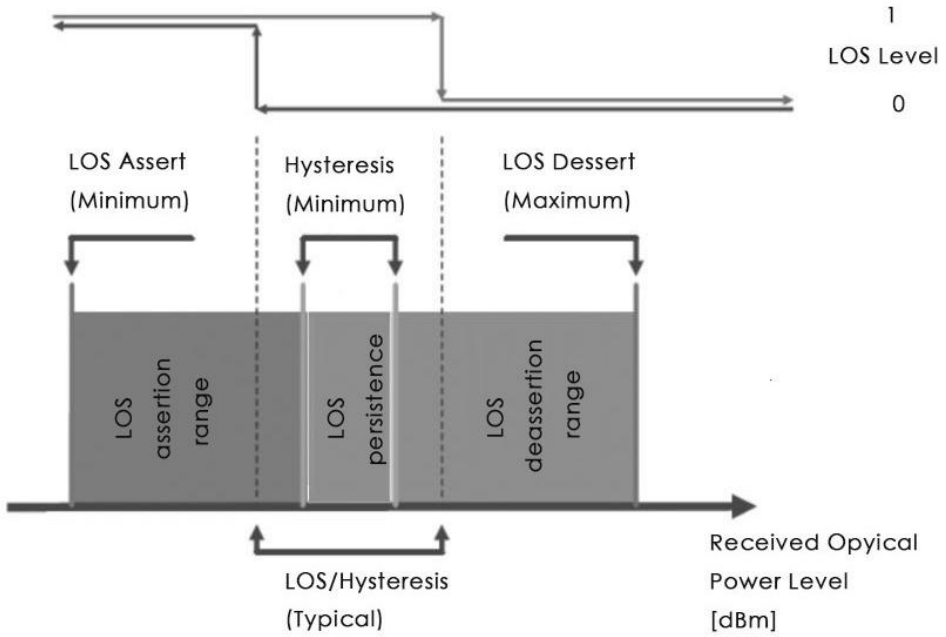 1
LOS Level
0
LOS Assert
(Minimum)
Hysteresis
(Minimum)
LOS Dessert
(Maximum)
LOS
assertion
range
LOS
persistence
LOS
deassertion
range
LOS/Hysteresis
(Typical)
Received Opyical
Power Level
[dBm]